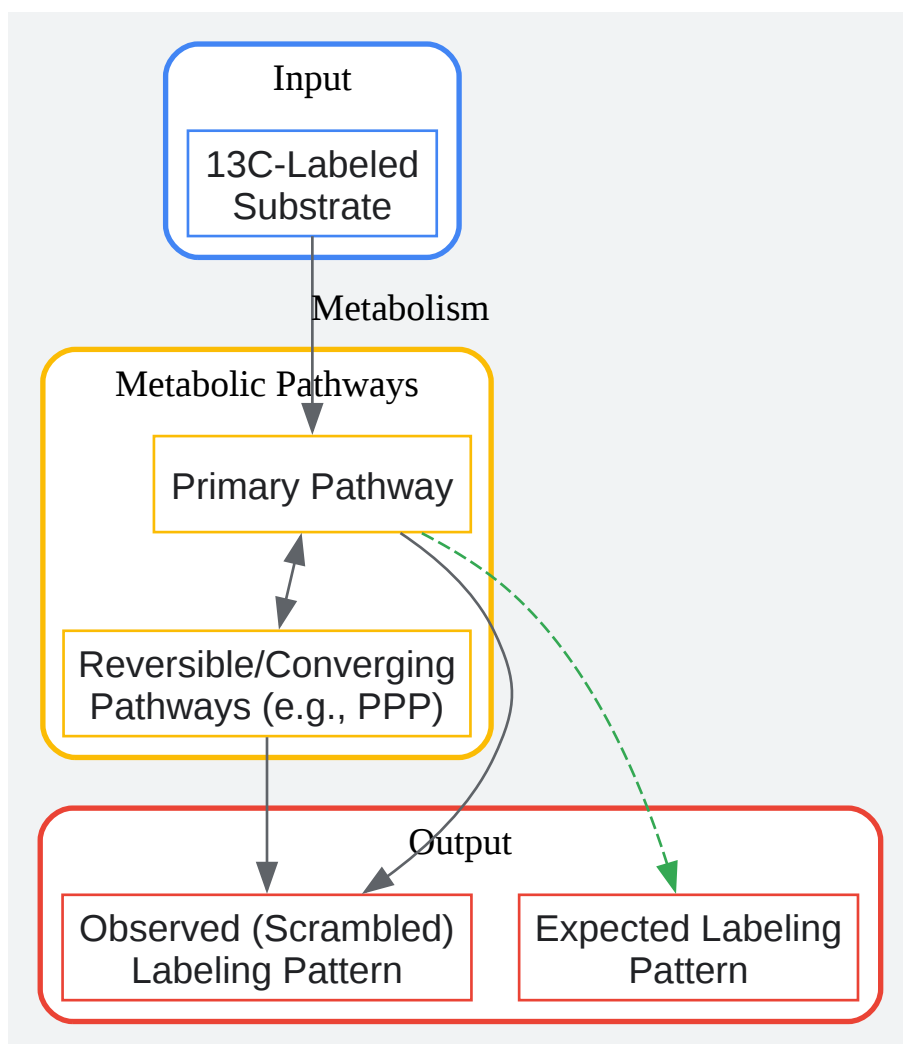 Input
13C-Labeled
Substrate
Metabolism
Metabolic Pathways
Primary Pathway
Reversible/Converging
Pathways (e.g., PPP)
Output
Observed (Scrambled)
Labeling Pattern
Expected Labeling
Pattern